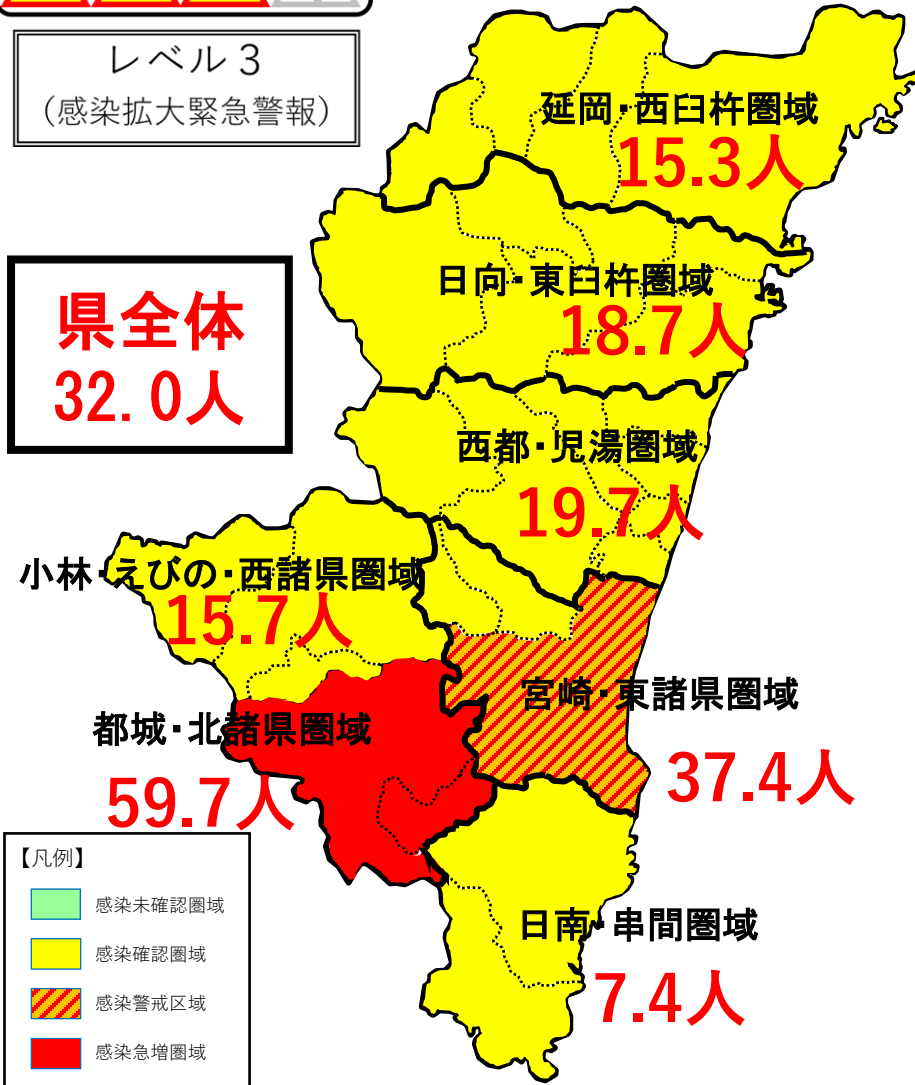 レベル３
（感染拡大緊急警報）
延岡・西臼杵圏域
15.3人
県全体
32.0人
日向・東臼杵圏域
18.7人
西都・児湯圏域
19.7人
小林・えびの・西諸県圏域
15.7人
宮崎・東諸県圏域
37.4人
都城・北諸県圏域
59.7人
日南・串間圏域
7.4人
【凡例】
感染未確認圏域
感染確認圏域
感染警戒区域
感染急増圏域